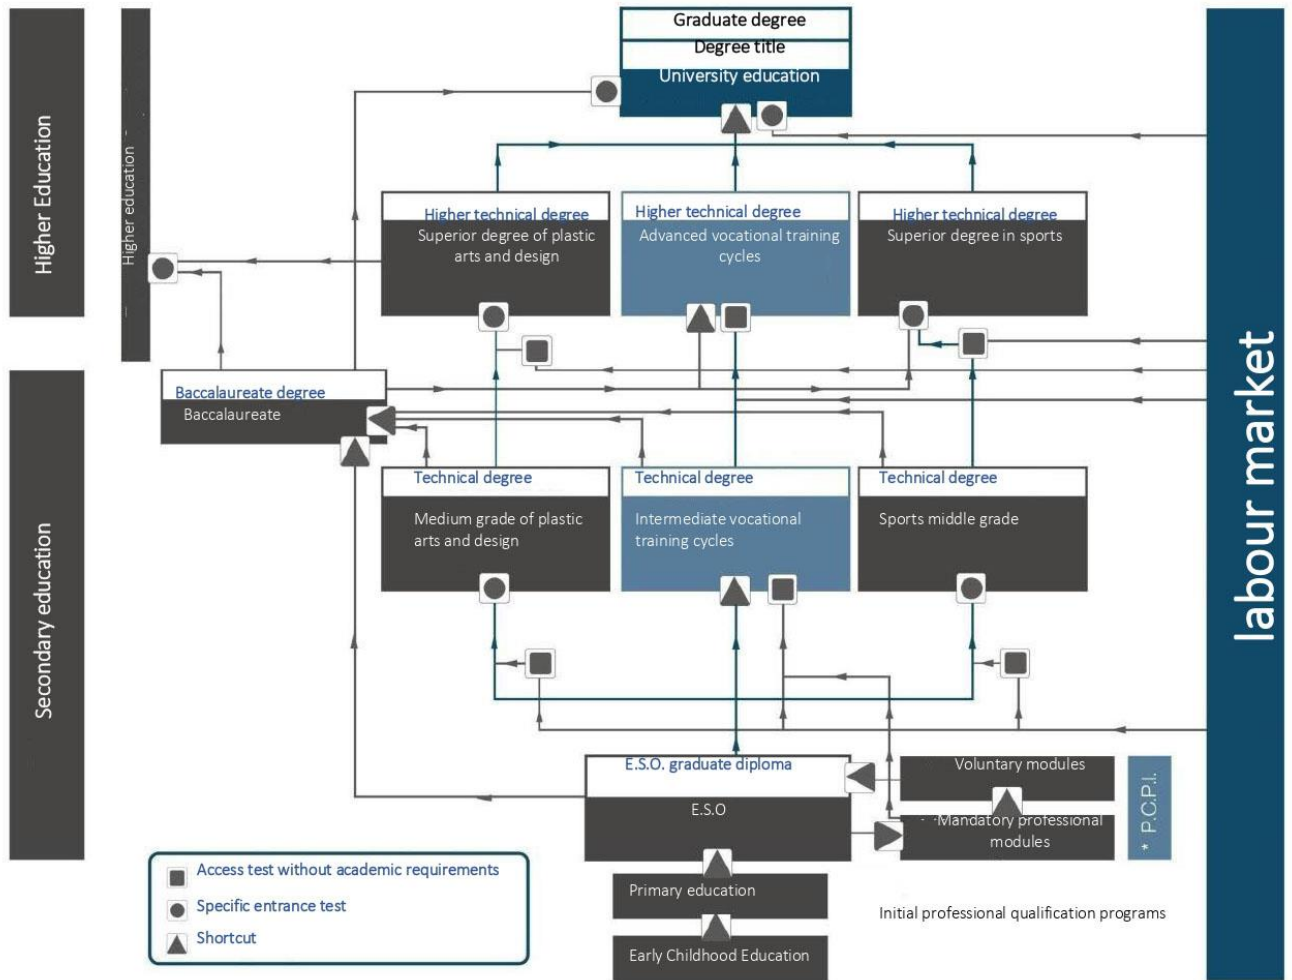 Graduate degree
Degree title
University education
Higher Education
Higher education
Higher technical degree
Superior degree of plastic
arts and design
Higher technical degree
Advanced vocational training
cycles
Higher technical degree
Superior degree in sports
labour market
Baccalaureate degree
Baccalaureate
Secondary education
Technical degree
Medium grade of plastic
arts and design
Technical degree
Intermediate vocational
training cycles
Technical degree
Sports middle grade
E.S.O. graduate diploma
E.S.O
Voluntary modules
Mandatory professional
modules
* P.C.P.I.
Primary education
Early Childhood Education
Initial professional qualification programs
Access test without academic requirements
Specific entrance test
Shortcut